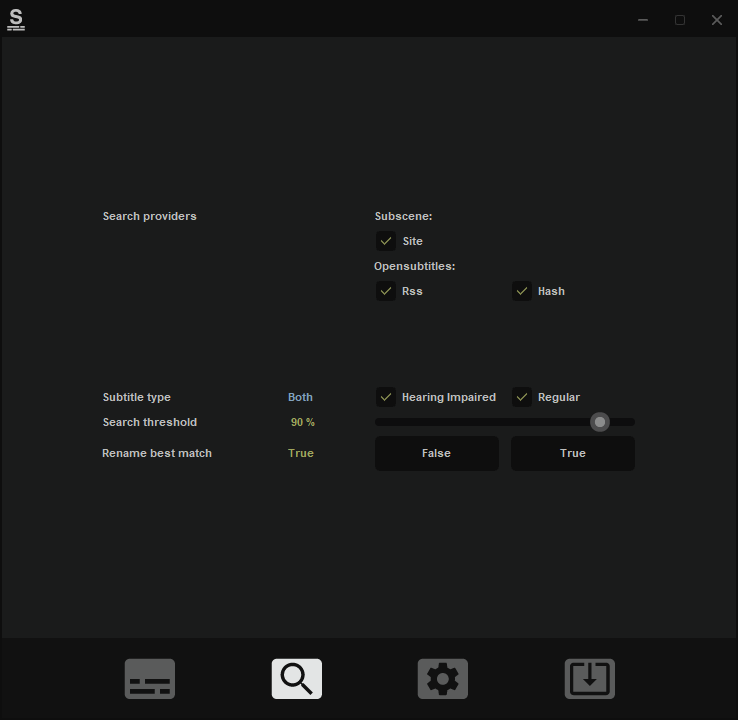 S
Search providers Subscene:
Site
Opensubtitles:
Rss Hash
Subtitle type Both Hearing Impaired Regular
Search threshold 90 %
Rename best match True False True